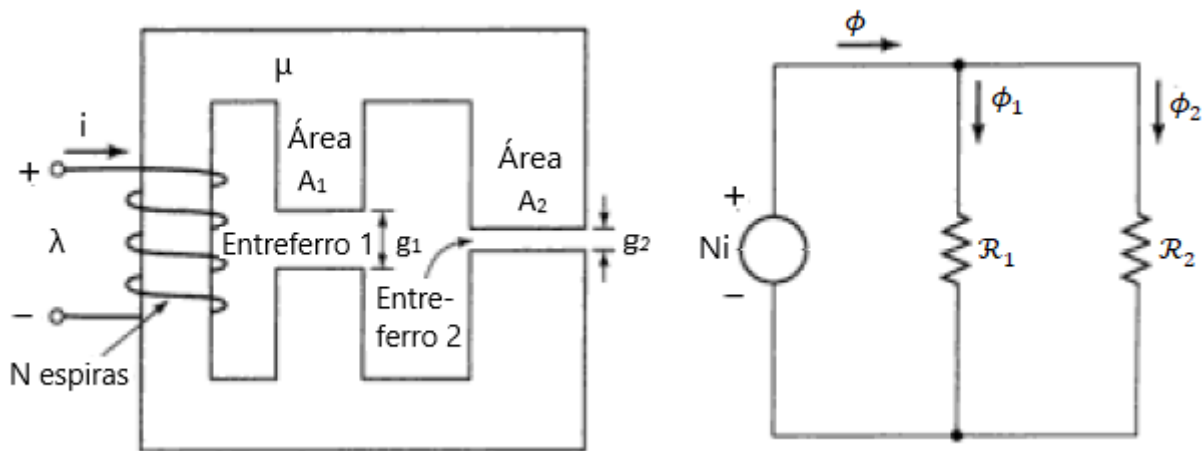 μ
i
+
λ
−
N espiras
Área
A₁
Entreferro 1
g₁
Área
A₂
g₂
Entre-
ferro 2
ϕ
ϕ₁
ϕ₂
+
Ni
−
ℛ₁
ℛ₂